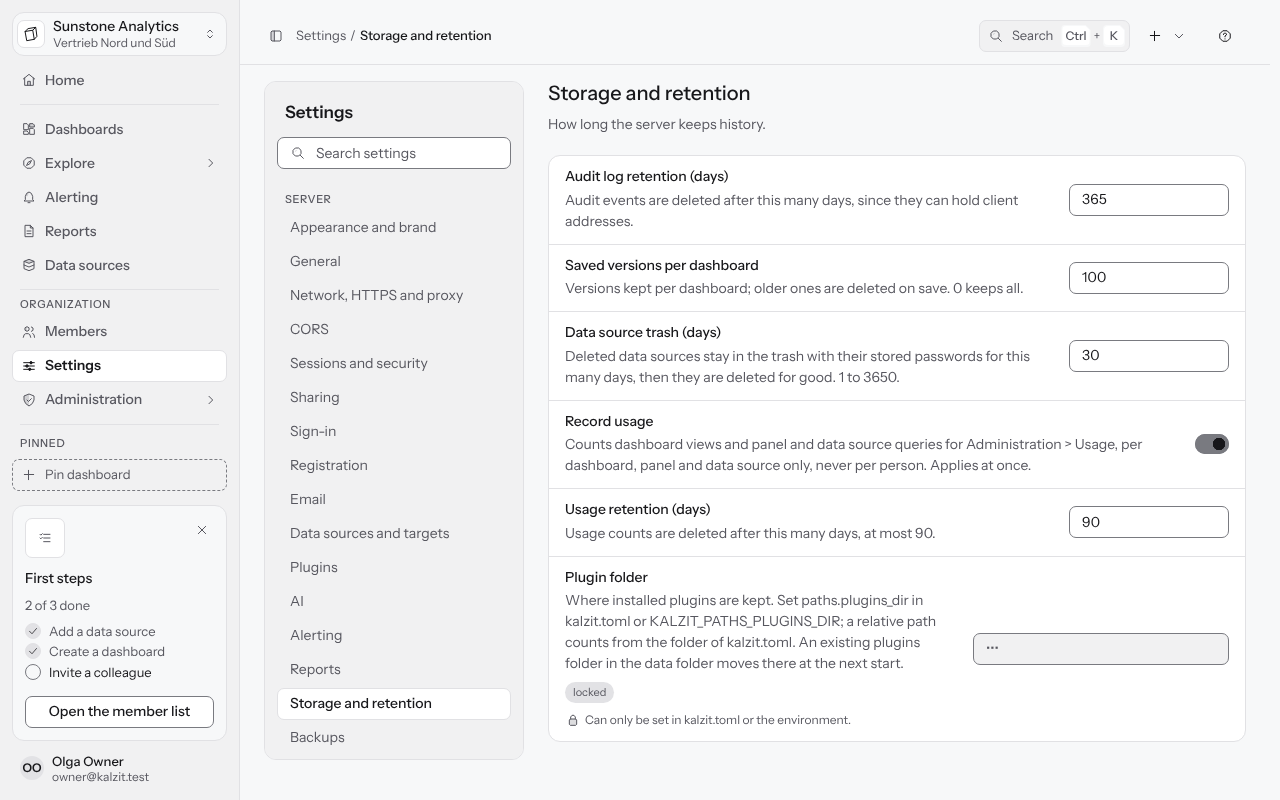 Sunstone Analytics
Vertrieb Nord und Süd
Home
Dashboards
Explore
Alerting
Reports
Data sources
ORGANIZATION
Members
Settings
Administration
PINNED
Pin dashboard
First steps
2 of 3 done
Add a data source
Create a dashboard
Invite a colleague
Open the member list
OO
Olga Owner
owner@kalzit.test
Settings / Storage and retention
Search Ctrl + K
Settings
Search settings
SERVER
Appearance and brand
General
Network, HTTPS and proxy
CORS
Sessions and security
Sharing
Sign-in
Registration
Email
Data sources and targets
Plugins
AI
Alerting
Reports
Storage and retention
Backups
Storage and retention
How long the server keeps history.
Audit log retention (days)
Audit events are deleted after this many days, since they can hold client
addresses.
365
Saved versions per dashboard
Versions kept per dashboard; older ones are deleted on save. 0 keeps all.
100
Data source trash (days)
Deleted data sources stay in the trash with their stored passwords for this
many days, then they are deleted for good. 1 to 3650.
30
Record usage
Counts dashboard views and panel and data source queries for Administration > Usage, per
dashboard, panel and data source only, never per person. Applies at once.
Usage retention (days)
Usage counts are deleted after this many days, at most 90.
90
Plugin folder
Where installed plugins are kept. Set paths.plugins_dir in
kalzit.toml or KALZIT_PATHS_PLUGINS_DIR; a relative path
counts from the folder of kalzit.toml. An existing plugins
folder in the data folder moves there at the next start.
•••
locked
Can only be set in kalzit.toml or the environment.